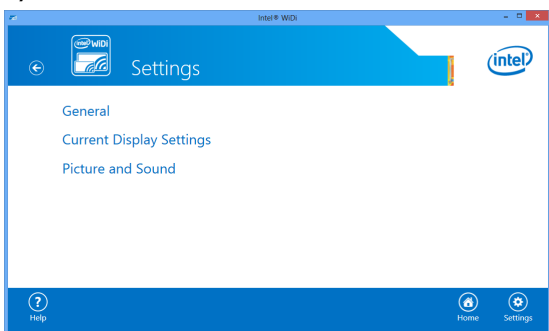 Intel® WiDi
intel WiDi
Settings
intel
General
Current Display Settings
Picture and Sound
?
Help
Home
Settings